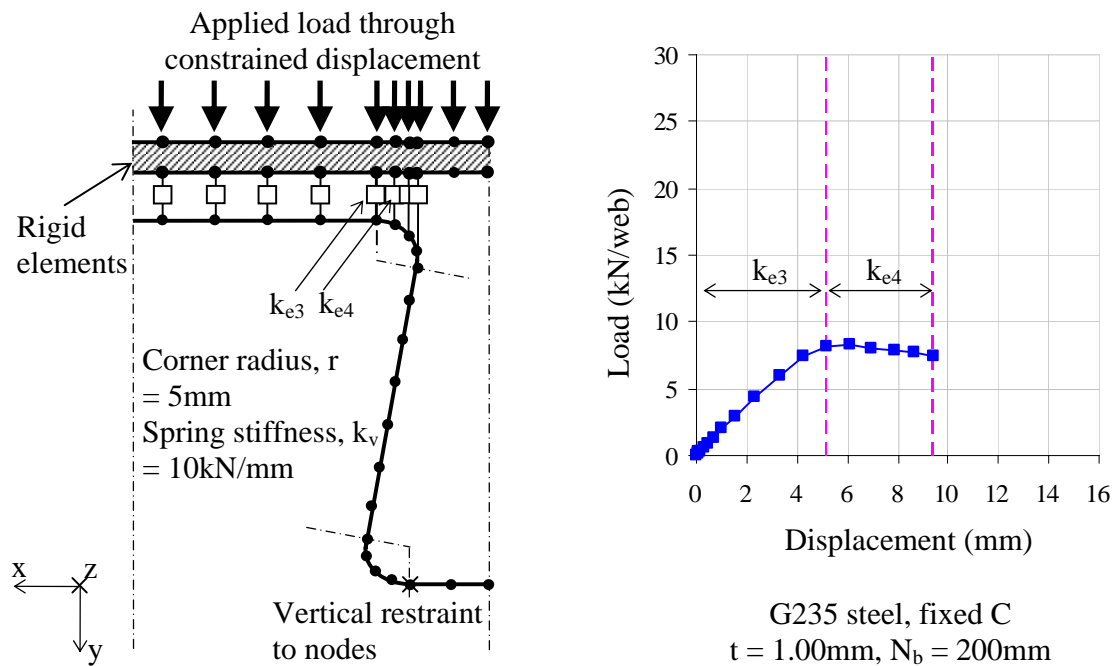 Applied load through
constrained displacement
Rigid
elements
k_e3 k_e4
Corner radius, r
= 5mm
Spring stiffness, k_v
= 10kN/mm
x z
y
Vertical restraint
to nodes
30
25
20
15
10
5
0
Load (kN/web)
k_e3 k_e4
0 2 4 6 8 10 12 14 16
Displacement (mm)
G235 steel, fixed C
t = 1.00mm, N_b = 200mm